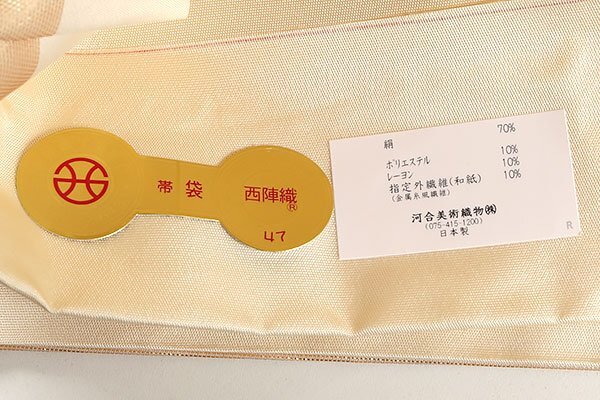 帯 袋
西陣織®
47
絹 70%
ポリエステル 10%
レーヨン 10%
指定外繊維(和紙) 10%
(金属糸風繊維)
河合美術織物㈱
(075-415-1200)
日本製
R